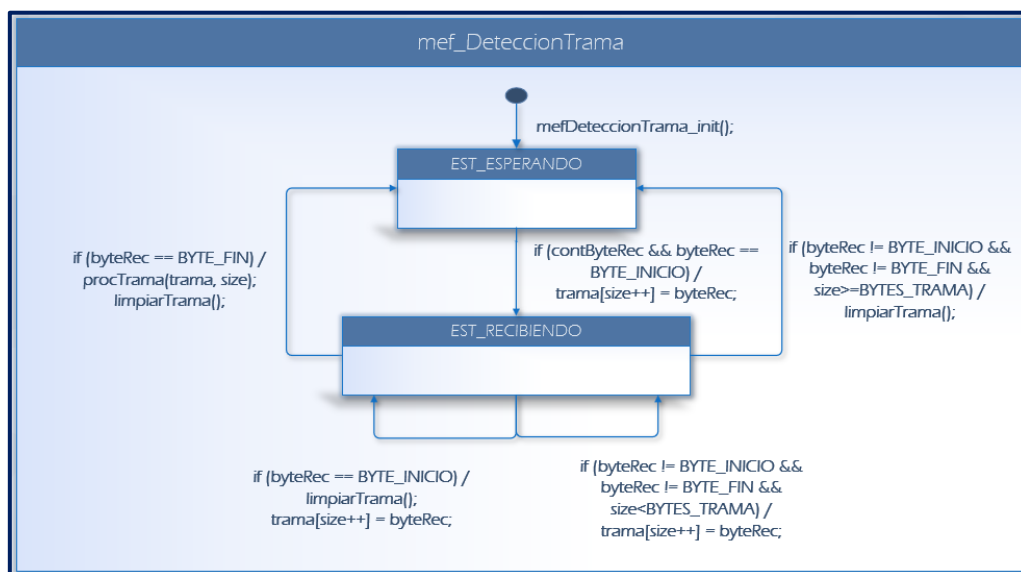 mef_DeteccionTrama
mefDeteccionTrama_init();
EST_ESPERANDO
if (byteRec == BYTE_FIN) /
procTrama(trama, size);
limpiarTrama();
if (contByteRec && byteRec ==
BYTE_INICIO) /
trama[size++] = byteRec;
if (byteRec != BYTE_INICIO &&
byteRec != BYTE_FIN &&
size>=BYTES_TRAMA) /
limpiarTrama();
EST_RECIBIENDO
if (byteRec == BYTE_INICIO) /
limpiarTrama();
trama[size++] = byteRec;
if (byteRec != BYTE_INICIO &&
byteRec != BYTE_FIN &&
size<BYTES_TRAMA) /
trama[size++] = byteRec;